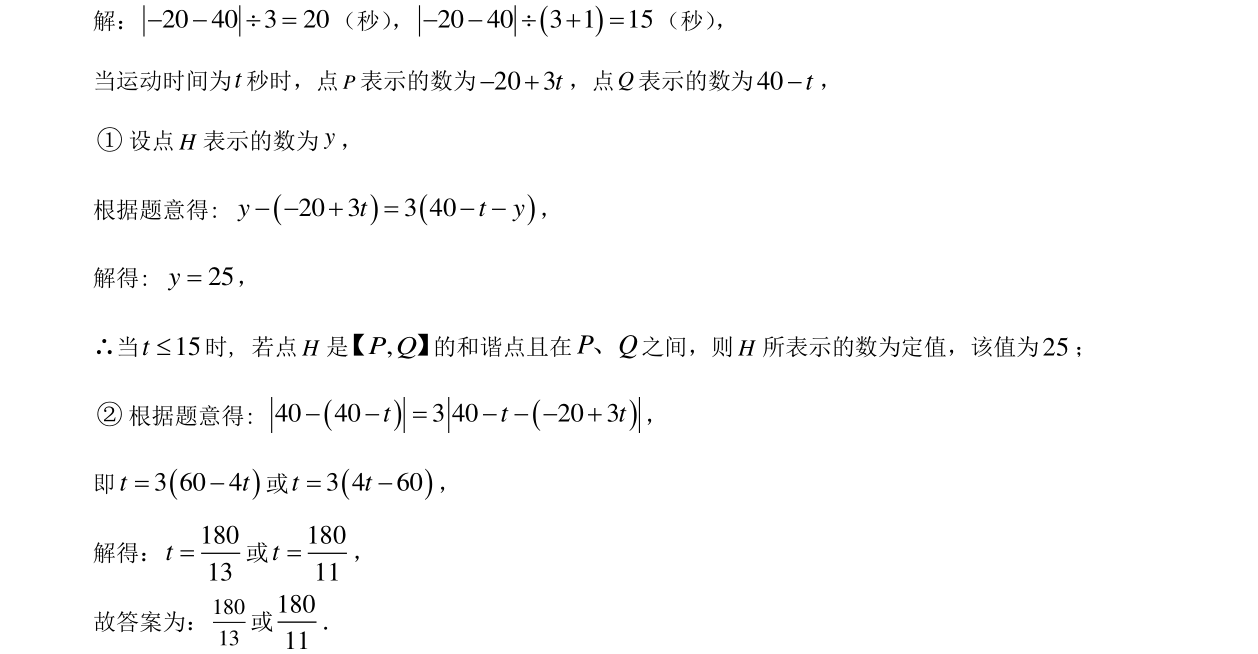 解：|−20−40|÷3=20（秒），|−20−40|÷(3+1)=15（秒），
当运动时间为t秒时，点P表示的数为−20+3t，点Q表示的数为40−t，
① 设点H表示的数为y，
根据题意得：y−(−20+3t)=3(40−t−y)，
解得：y=25，
∴当t≤15时，若点H是【P,Q】的和谐点且在P、Q之间，则H所表示的数为定值，该值为25；
② 根据题意得：|40−(40−t)|=3|40−t−(−20+3t)|，
即t=3(60−4t)或t=3(4t−60)，
解得：t=180/13或t=180/11，
故答案为：180/13或180/11．